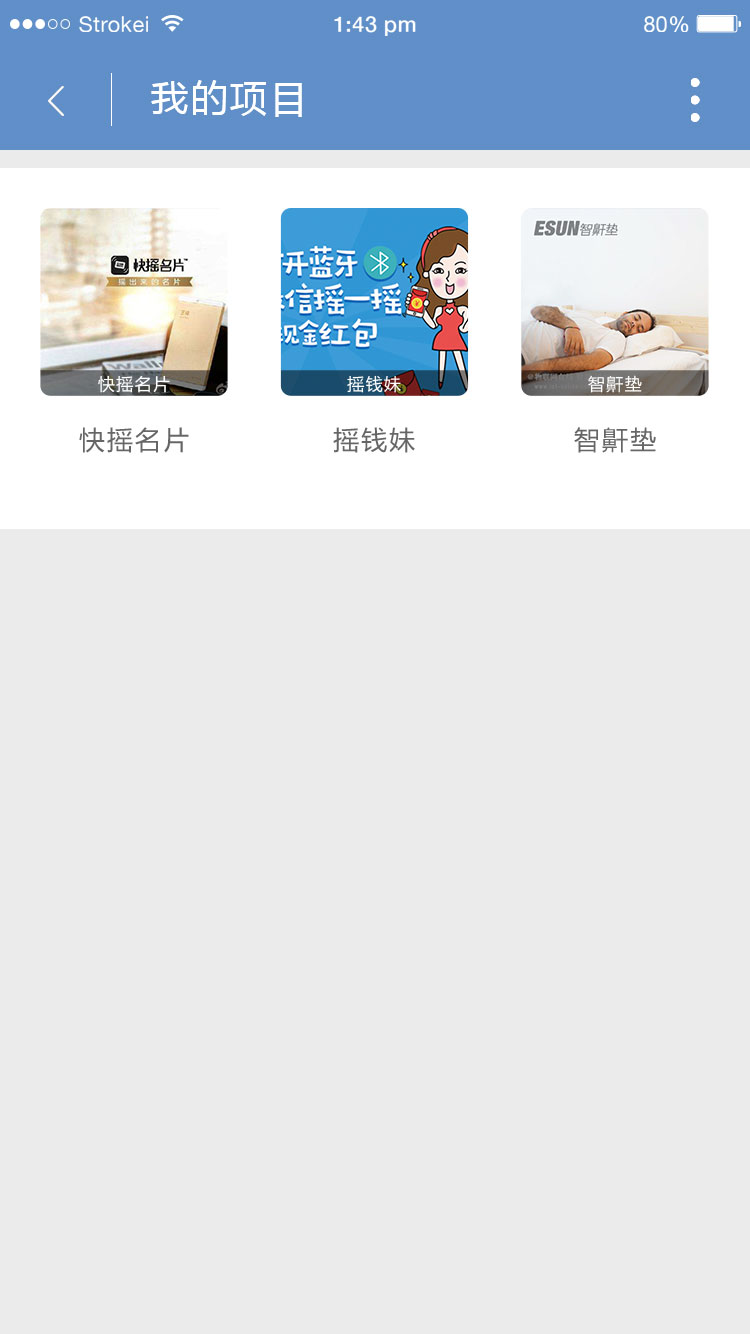 Strokei
1:43 pm
80%
我的项目
快摇名片
摇出来的名片
快摇名片
开蓝牙
信摇一摇
现金红包
摇钱妹
ESUN智鼾垫
智鼾垫
快摇名片
摇钱妹
智鼾垫